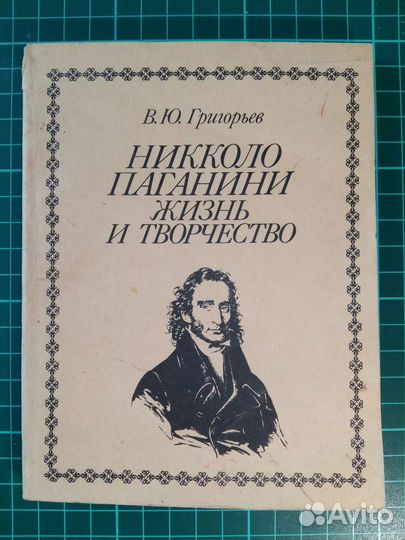 В. Ю. Григорьев
НИККОЛО
ПАГАНИНИ
ЖИЗНЬ
И ТВОРЧЕСТВО
Avito